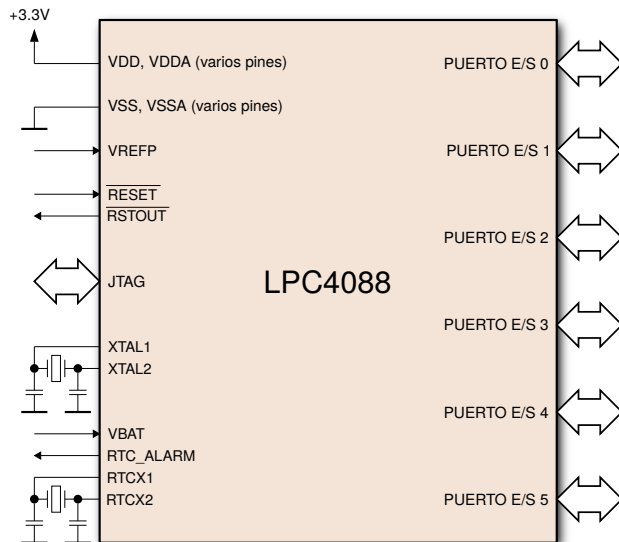 +3.3V
VDD, VDDA (varios pines)
VSS, VSSA (varios pines)
VREFP
RESET
RSTOUT
JTAG
XTAL1
XTAL2
VBAT
RTC_ALARM
RTCX1
RTCX2
LPC4088
PUERTO E/S 0
PUERTO E/S 1
PUERTO E/S 2
PUERTO E/S 3
PUERTO E/S 4
PUERTO E/S 5